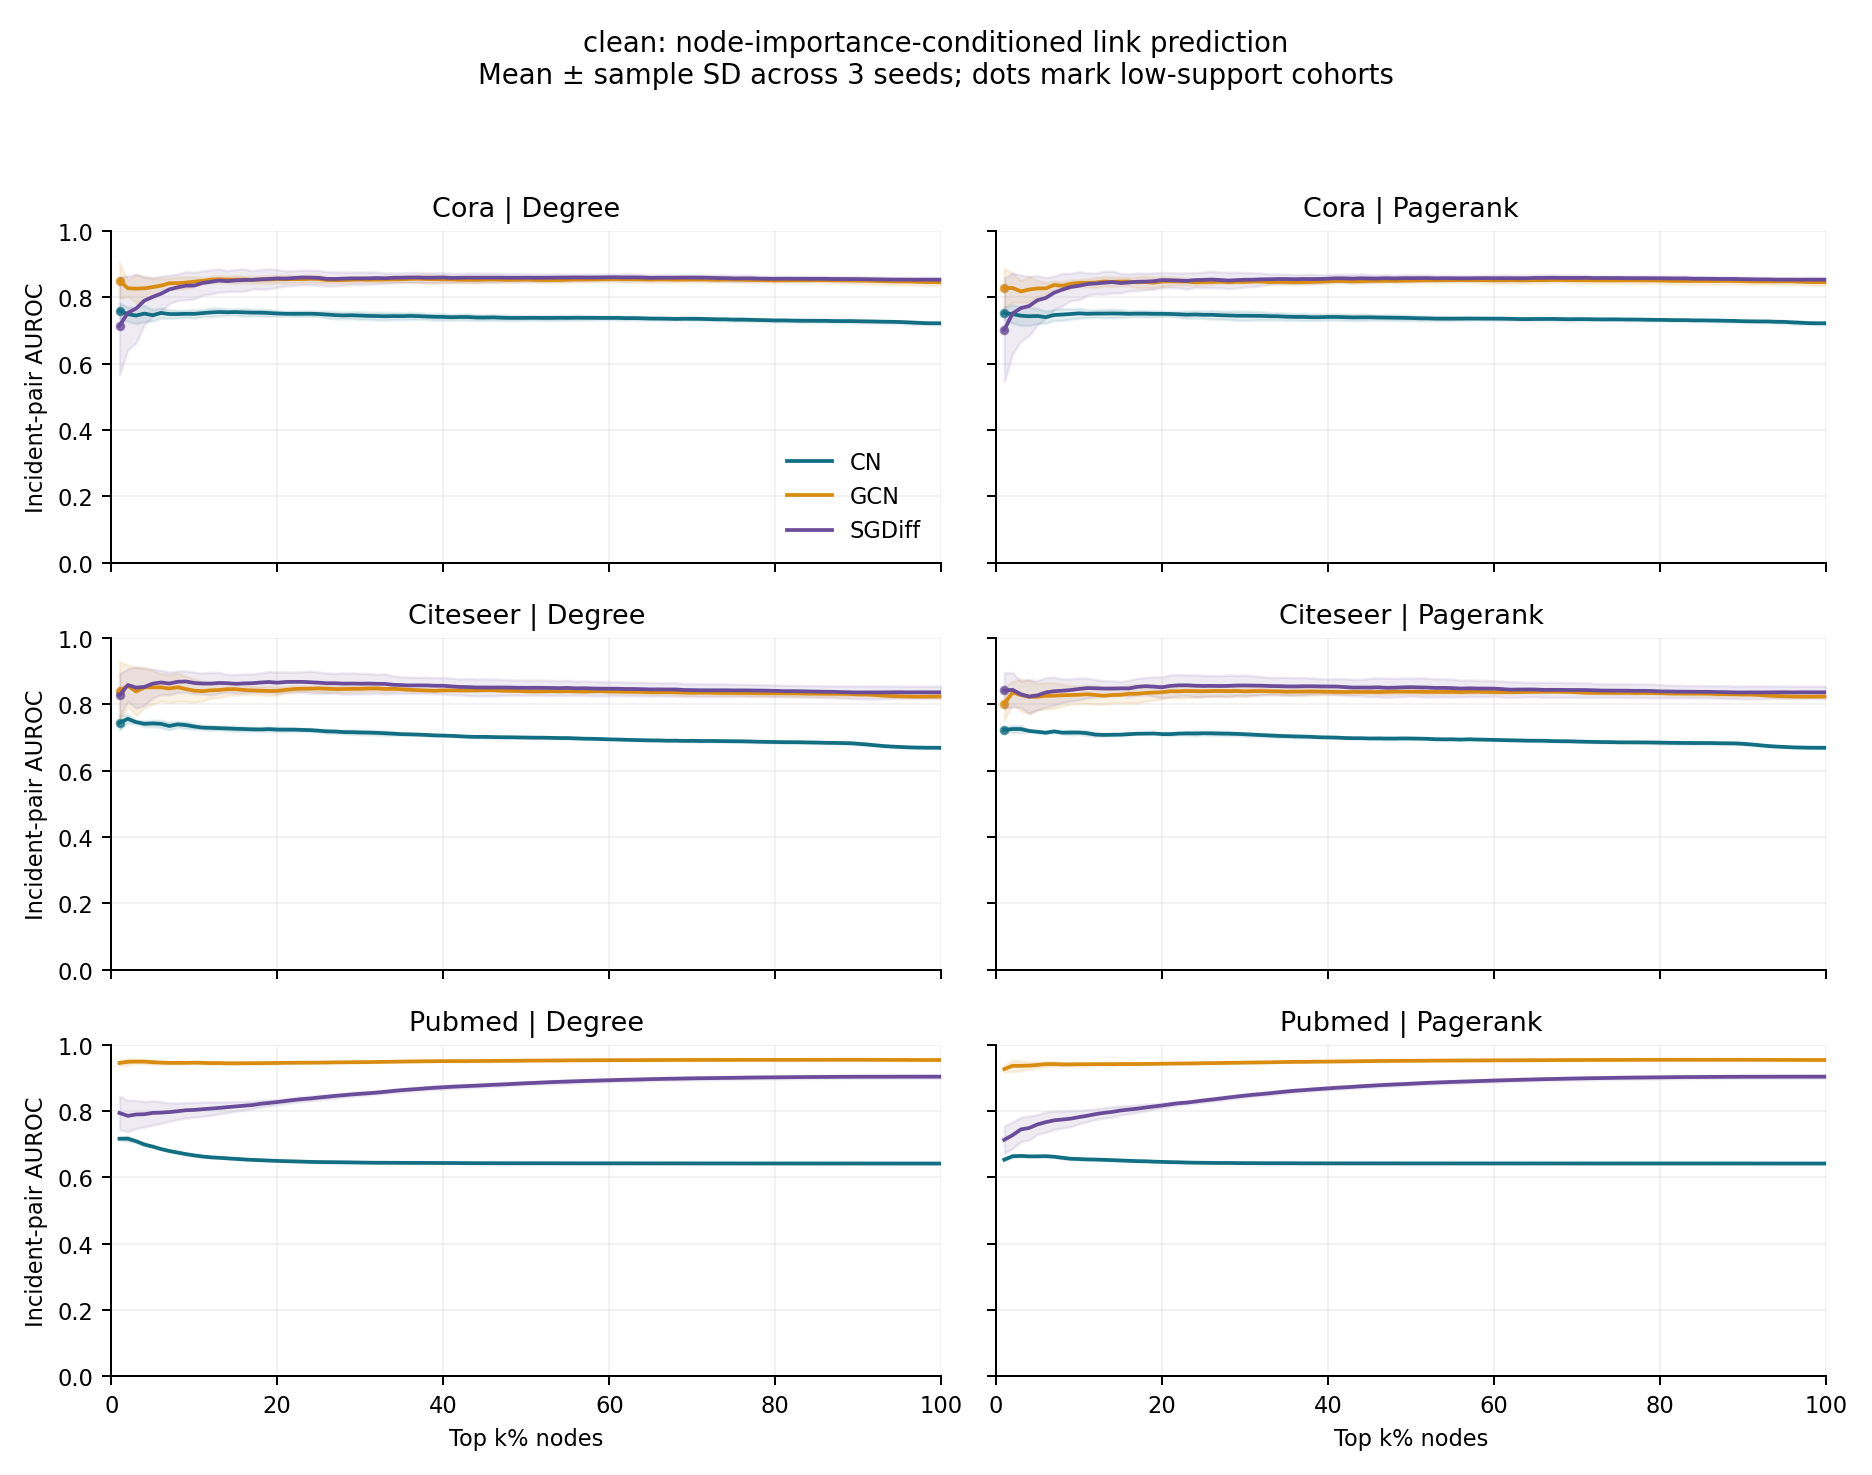 clean: node-importance-conditioned link prediction
Mean ± sample SD across 3 seeds; dots mark low-support cohorts
Cora | Degree
Cora | Pagerank
Incident-pair AUROC
1.0
0.8
0.6
0.4
0.2
0.0
CN
GCN
SGDiff
Citeseer | Degree
Citeseer | Pagerank
Incident-pair AUROC
1.0
0.8
0.6
0.4
0.2
0.0
Pubmed | Degree
Pubmed | Pagerank
Incident-pair AUROC
1.0
0.8
0.6
0.4
0.2
0.0
0 20 40 60 80 100
0 20 40 60 80 100
Top k% nodes
Top k% nodes